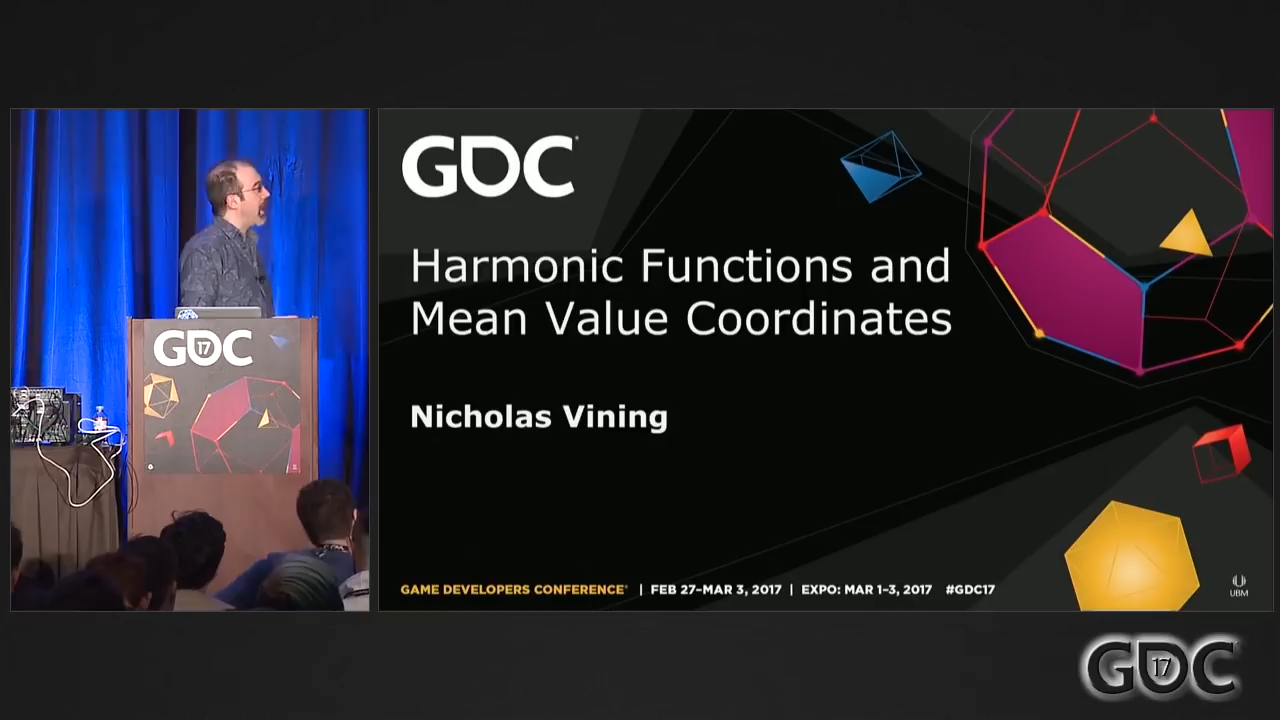 GDC
Harmonic Functions and
Mean Value Coordinates
Nicholas Vining
GAME DEVELOPERS CONFERENCE® | FEB 27–MAR 3, 2017 | EXPO: MAR 1–3, 2017 #GDC17
UBM
GDC
17
GDC
17